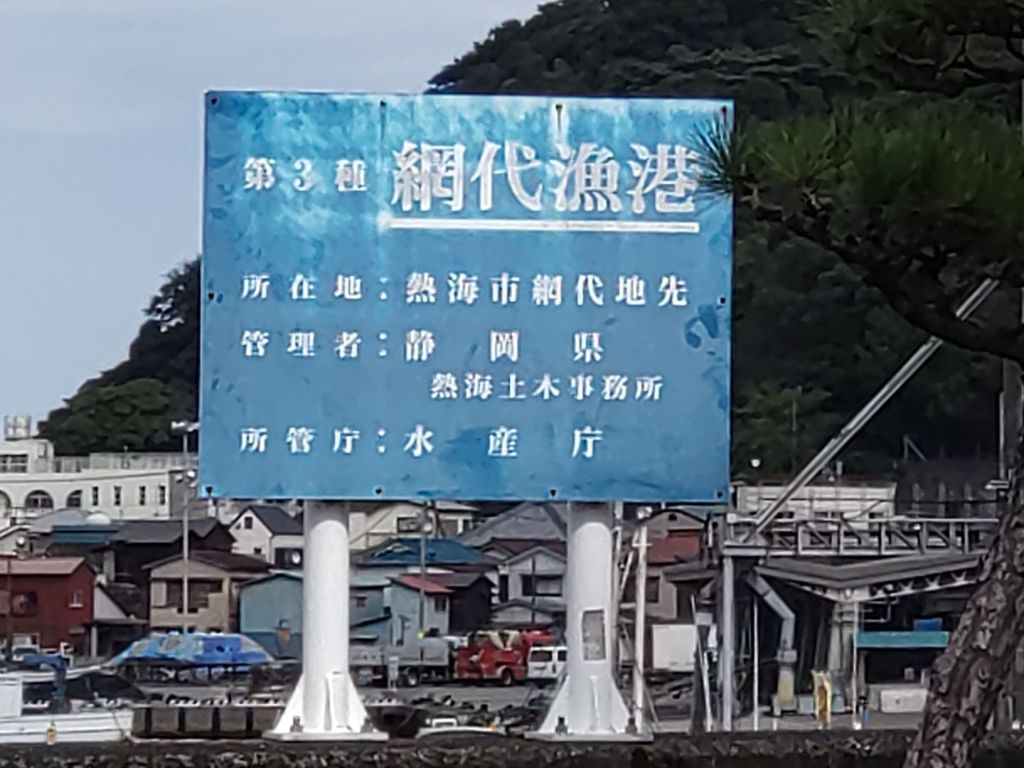 第3種 網代漁港
所在地：熱海市網代地先
管理者：静岡県
熱海土木事務所
所管庁：水産庁